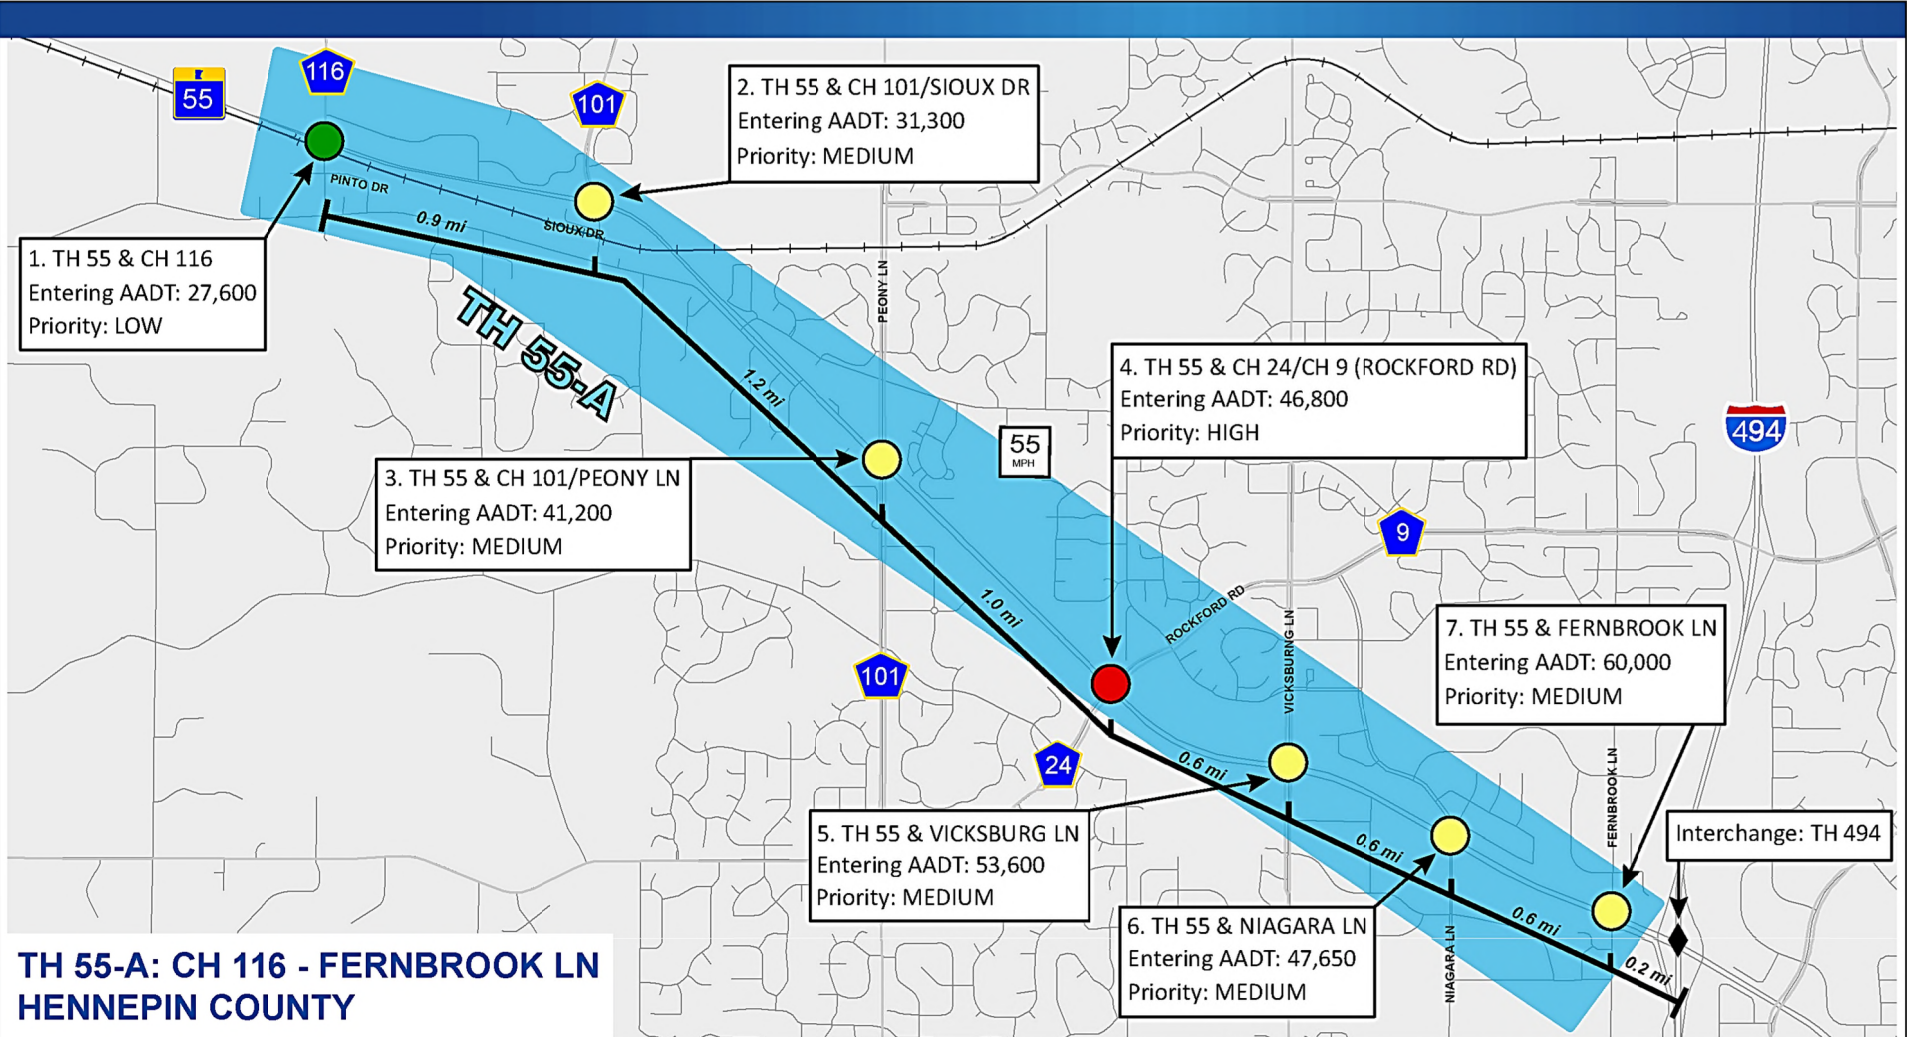 116
55
101
2. TH 55 & CH 101/SIOUX DR
Entering AADT: 31,300
Priority: MEDIUM
PINTO DR
0.9 mi
SIOUX DR
1. TH 55 & CH 116
Entering AADT: 27,600
Priority: LOW
PEONY LN
TH 55-A
1.2 mi
4. TH 55 & CH 24/CH 9 (ROCKFORD RD)
Entering AADT: 46,800
Priority: HIGH
494
55
MPH
3. TH 55 & CH 101/PEONY LN
Entering AADT: 41,200
Priority: MEDIUM
9
1.0 mi
ROCKFORD RD
VICKSBURNG LN
7. TH 55 & FERNBROOK LN
Entering AADT: 60,000
Priority: MEDIUM
101
24
0.6 mi
FERNBROOK LN
5. TH 55 & VICKSBURG LN
Entering AADT: 53,600
Priority: MEDIUM
0.6 mi
Interchange: TH 494
6. TH 55 & NIAGARA LN
Entering AADT: 47,650
Priority: MEDIUM
NIAGARA LN
0.6 mi
0.2 mi
TH 55-A: CH 116 - FERNBROOK LN
HENNEPIN COUNTY